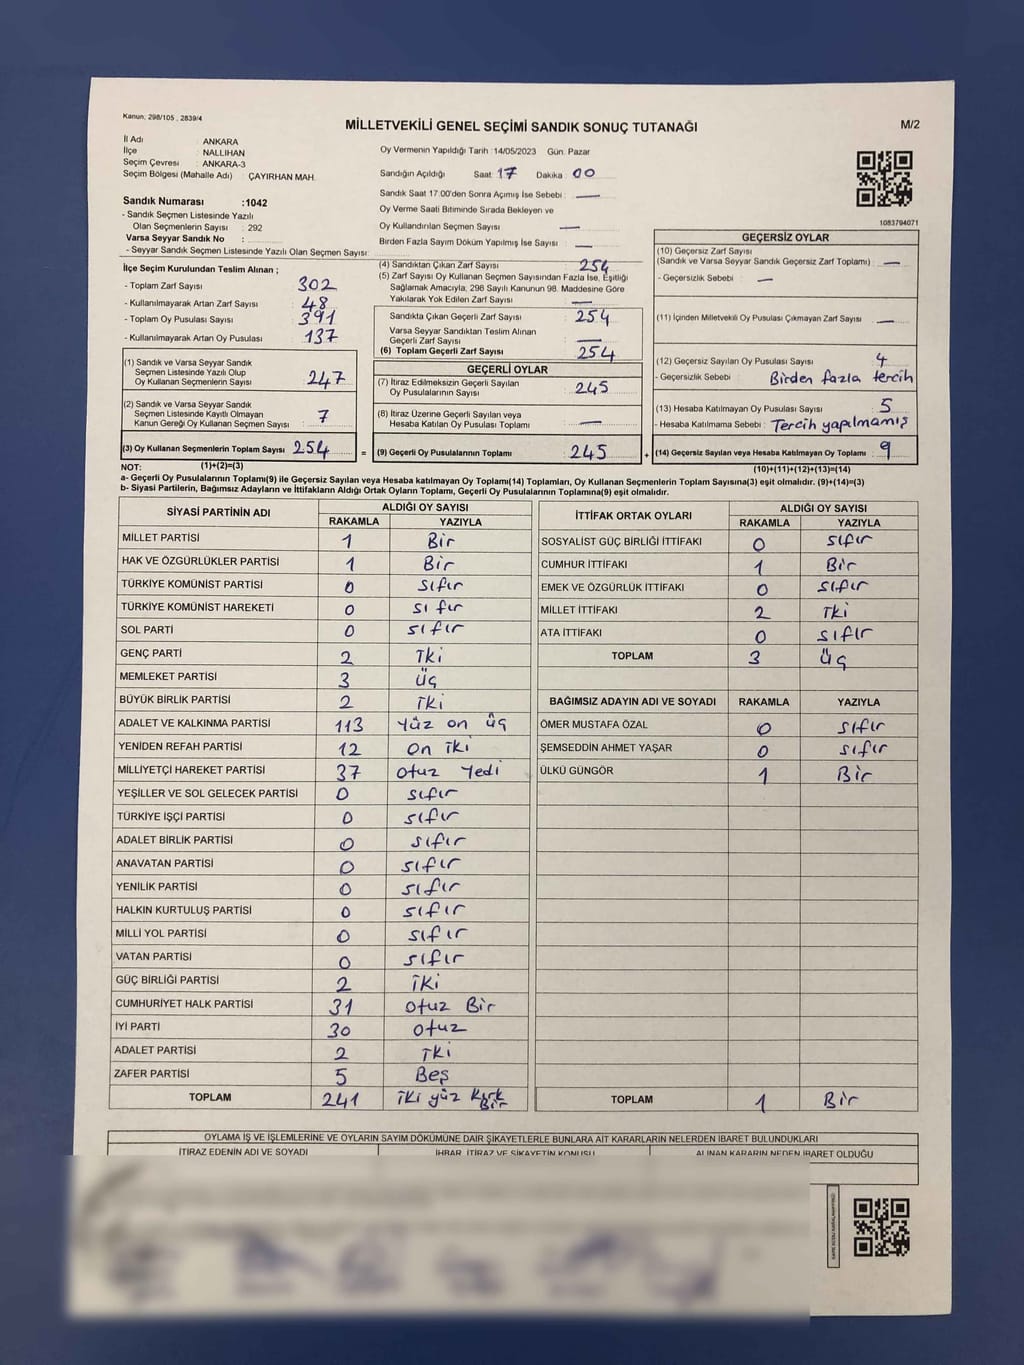 Kanun; 298/105 , 2839/4
MİLLETVEKİLİ GENEL SEÇİMİ SANDIK SONUÇ TUTANAĞI
M/2
İl Adı : ANKARA
İlçe : NALLIHAN
Seçim Çevresi : ANKARA-3
Seçim Bölgesi (Mahalle Adı) : ÇAYIRHAN MAH.
Sandık Numarası :1042
- Sandık Seçmen Listesinde Yazılı
Olan Seçmenlerin Sayısı : 292
Varsa Seyyar Sandık No :
- Seyyar Sandık Seçmen Listesinde Yazılı Olan Seçmen Sayısı:
Oy Vermenin Yapıldığı Tarih :14/05/2023 Gün: Pazar
Sandığın Açıldığı Saat: 17 Dakika 00
Sandık Saat 17.00'den Sonra Açımış İse Sebebi : —
Oy Verme Saati Bitiminde Sırada Bekleyen ve
Oy Kullandırılan Seçmen Sayısı : —
Birden Fazla Sayım Döküm Yapılmış İse Sayısı : —
1083794071
İlçe Seçim Kurulundan Teslim Alınan ;
- Toplam Zarf Sayısı : 302
- Kullanılmayarak Artan Zarf Sayısı : 48
- Toplam Oy Pusulası Sayısı : 391
- Kullanılmayarak Artan Oy Pusulası : 137
(4) Sandıktan Çıkan Zarf Sayısı : 254
(5) Zarf Sayısı Oy Kullanan Seçmen Sayısından Fazla İse, Eşitliği
Sağlamak Amacıyla; 298 Sayılı Kanunun 98. Maddesine Göre
Yakılarak Yok Edilen Zarf Sayısı : —
Sandıkta Çıkan Geçerli Zarf Sayısı : 254
Varsa Seyyar Sandıktan Teslim Alınan
Geçerli Zarf Sayısı : —
(6) Toplam Geçerli Zarf Sayısı : 254
GEÇERSİZ OYLAR
(10) Geçersiz Zarf Sayısı
(Sandık ve Varsa Seyyar Sandık Geçersiz Zarf Toplamı) : —
- Geçersizlik Sebebi : —
(11) İçinden Milletvekili Oy Pusulası Çıkmayan Zarf Sayısı : —
(12) Geçersiz Sayılan Oy Pusulası Sayısı : 4
- Geçersizlik Sebebi : Birden fazla tercih
(13) Hesaba Katılmayan Oy Pusulası Sayısı : 5
- Hesaba Katılmama Sebebi : Tercih yapılmamış
(14) Geçersiz Sayılan veya Hesaba Katılmayan Oy Toplamı : 9
(10)+(11)+(12)+(13)=(14)
(1) Sandık ve Varsa Seyyar Sandık
Seçmen Listesinde Yazılı Olup
Oy Kullanan Seçmenlerin Sayısı : 247
(2) Sandık ve Varsa Seyyar Sandık
Seçmen Listesinde Kayıtlı Olmayan
Kanun Gereği Oy Kullanan Seçmen Sayısı : 7
(3) Oy Kullanan Seçmenlerin Toplam Sayısı : 254 =
(1)+(2)=(3)
GEÇERLİ OYLAR
(7) İtiraz Edilmeksizin Geçerli Sayılan
Oy Pusulalarının Sayısı : 245
(8) İtiraz Üzerine Geçerli Sayılan veya
Hesaba Katılan Oy Pusulası Toplamı : —
(9) Geçerli Oy Pusulalarının Toplamı : 245 +
NOT:
a- Geçerli Oy Pusulasının Toplamı(9) ile Geçersiz Sayılan veya Hesaba katılmayan Oy Toplamı(14) Toplamları, Oy Kullanan Seçmenlerin Toplam Sayısına(3) eşit olmalıdır. (9)+(14)=(3)
b- Siyasi Partilerin, Bağımsız Adayların ve İttifakların Aldığı Ortak Oyların Toplamı, Geçerli Oy Pusulalarının Toplamına(9) eşit olmalıdır.
SİYASİ PARTİNİN ADI ALDIĞI OY SAYISI
RAKAMLA YAZIYLA
MİLLET PARTİSİ 1 Bir
HAK VE ÖZGÜRLÜKLER PARTİSİ 1 Bir
TÜRKİYE KOMÜNİST PARTİSİ 0 sıfır
TÜRKİYE KOMÜNİST HAREKETİ 0 sıfır
SOL PARTİ 0 sıfır
GENÇ PARTİ 2 İki
MEMLEKET PARTİSİ 3 üç
BÜYÜK BİRLİK PARTİSİ 2 İki
ADALET VE KALKINMA PARTİSİ 113 Yüz on üç
YENİDEN REFAH PARTİSİ 12 on iki
MİLLİYETÇİ HAREKET PARTİSİ 37 otuz Yedi
YEŞİLLER VE SOL GELECEK PARTİSİ 0 sıfır
TÜRKİYE İŞÇİ PARTİSİ 0 sıfır
ADALET BİRLİK PARTİSİ 0 sıfır
ANAVATAN PARTİSİ 0 sıfır
YENİLİK PARTİSİ 0 sıfır
HALKIN KURTULUŞ PARTİSİ 0 sıfır
MİLLİ YOL PARTİSİ 0 sıfır
VATAN PARTİSİ 0 sıfır
GÜÇ BİRLİĞİ PARTİSİ 2 İki
CUMHURİYET HALK PARTİSİ 31 otuz Bir
İYİ PARTİ 30 otuz
ADALET PARTİSİ 2 İki
ZAFER PARTİSİ 5 Beş
TOPLAM 241 İki yüz Kırk Bir
İTTİFAK ORTAK OYLARI ALDIĞI OY SAYISI
RAKAMLA YAZIYLA
SOSYALİST GÜÇ BİRLİĞİ İTTİFAKI 0 sıfır
CUMHUR İTTİFAKI 1 Bir
EMEK VE ÖZGÜRLÜK İTTİFAKI 0 sıfır
MİLLET İTTİFAKI 2 İki
ATA İTTİFAKI 0 sıfır
TOPLAM 3 üç
BAĞIMSIZ ADAYIN ADI VE SOYADI RAKAMLA YAZIYLA
ÖMER MUSTAFA ÖZAL 0 sıfır
ŞEMSEDDİN AHMET YAŞAR 0 sıfır
ÜLKÜ GÜNGÖR 1 Bir
TOPLAM 1 Bir
OYLAMA İŞ VE İŞLEMLERİNE VE OYLARIN SAYIM DÖKÜMÜNE DAİR ŞİKAYETLERLE BUNLARA AİT KARARLARIN NELERDEN İBARET BULUNDUKLARI
İTİRAZ EDENİN ADI VE SOYADI İHBAR, İTİRAZ VE ŞİKAYETİN KONUSU ALINAN KARARIN NEDEN İBARET OLDUĞU